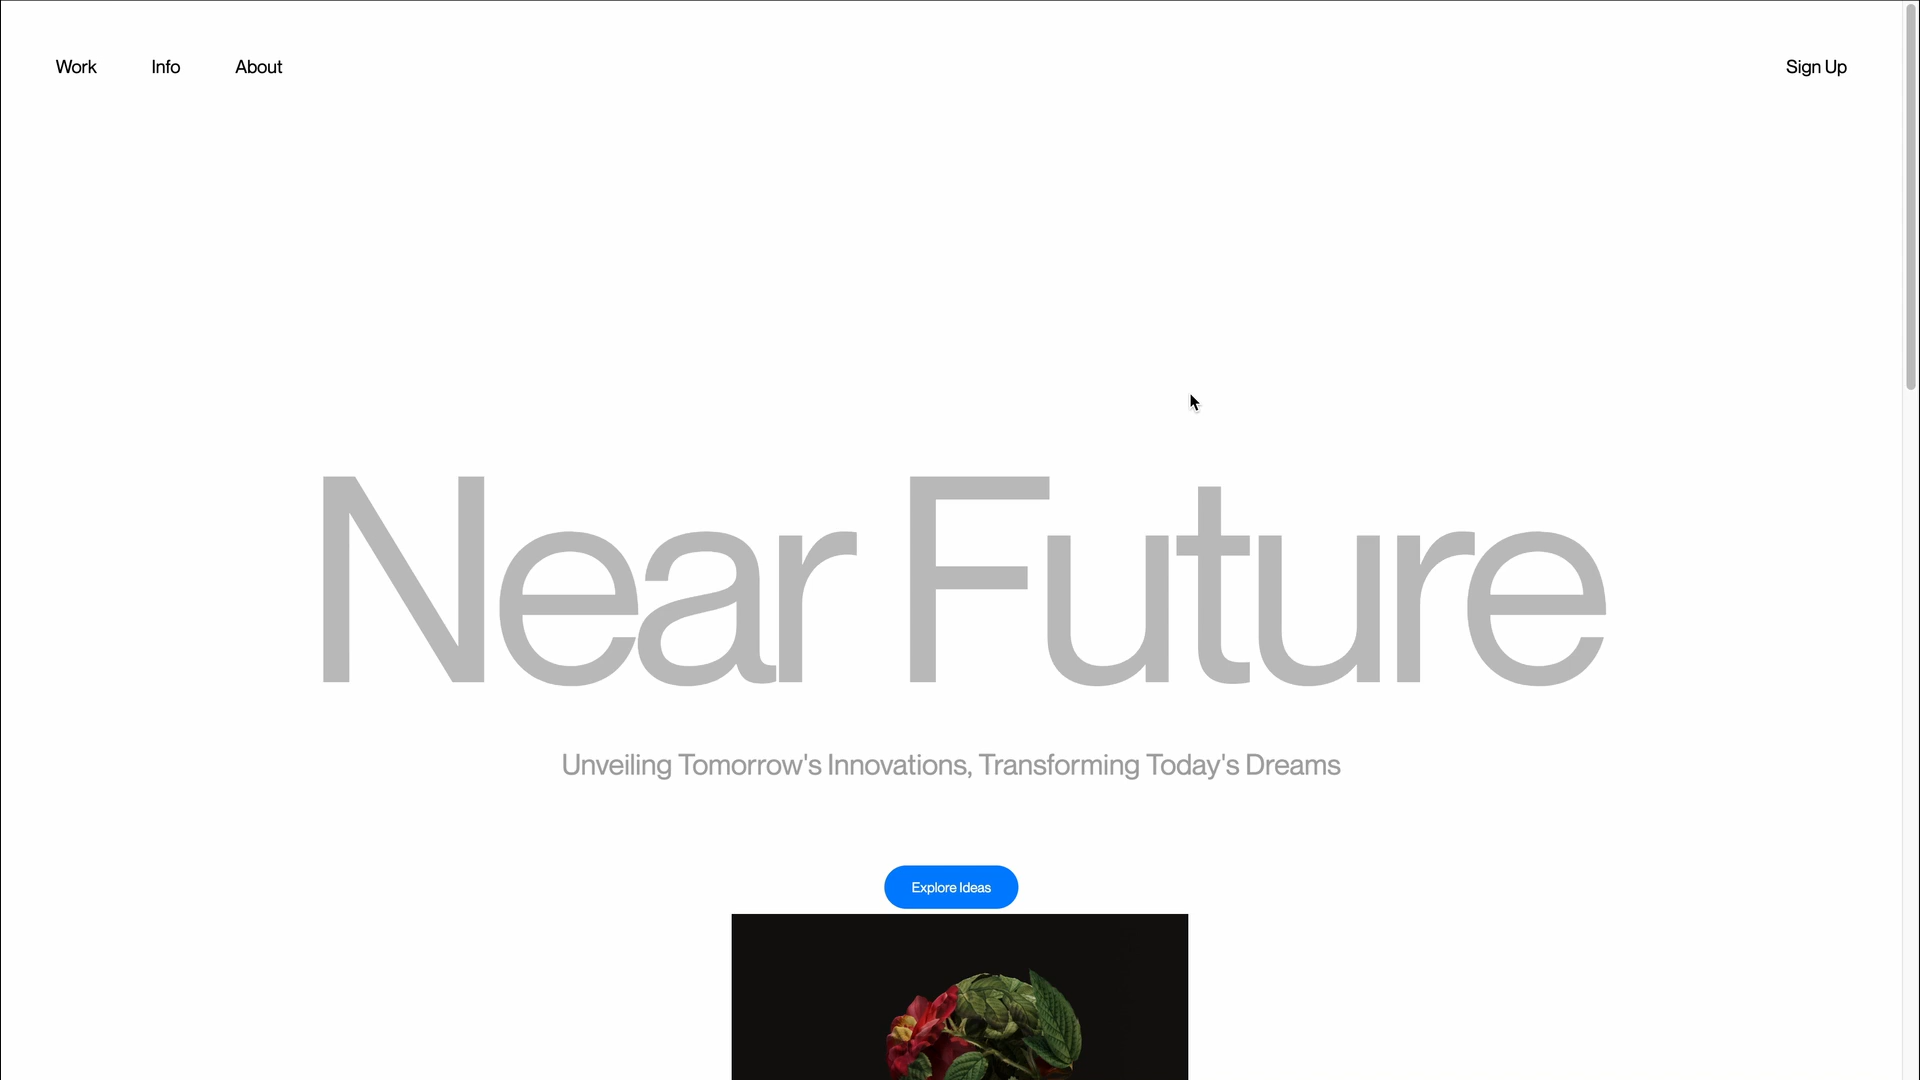 Work
Info
About
Sign Up
Near Future
Unveiling Tomorrow's Innovations, Transforming Today's Dreams
Explore Ideas